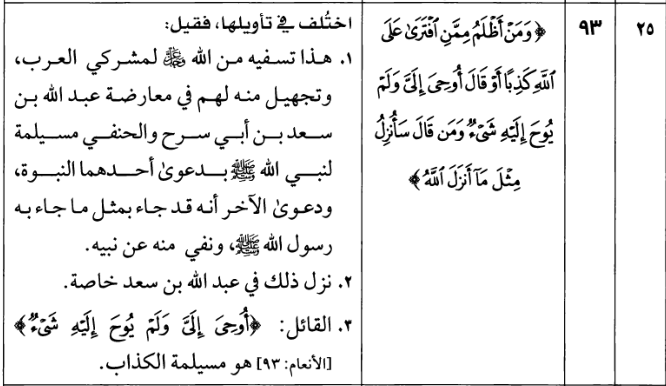 ٢٥
٩٣
﴿وَمَنْ أَظْلَمُ مِمَّنِ ٱفْتَرَىٰ عَلَى
ٱللَّهِ كَذِبًا أَوْ قَالَ أُوحِىَ إِلَىَّ وَلَمْ
يُوحَ إِلَيْهِ شَىْءٌ وَمَن قَالَ سَأُنزِلُ
مِثْلَ مَآ أَنزَلَ ٱللَّهُ﴾
اختُلف في تأويلها، فقيل:
١. هذا تسفيه من الله ﷻ لمشركي العرب،
وتجهيل منه لهم في معارضة عبد الله بن
سعد بن أبي سرح والحنفي مسيلمة
لنبي الله ﷺ بدعوىٰ أحدهما النبوة،
ودعوىٰ الآخر أنه قد جاء بمثل ما جاء به
رسول الله ﷺ، ونفي منه عن نبيه.
٢. نزل ذلك في عبد الله بن سعد خاصة.
٣. القائل: ﴿أُوحِىَ إِلَىَّ وَلَمْ يُوحَ إِلَيْهِ شَىْءٌ﴾
[الأنعام: ٩٣] هو مسيلمة الكذاب.